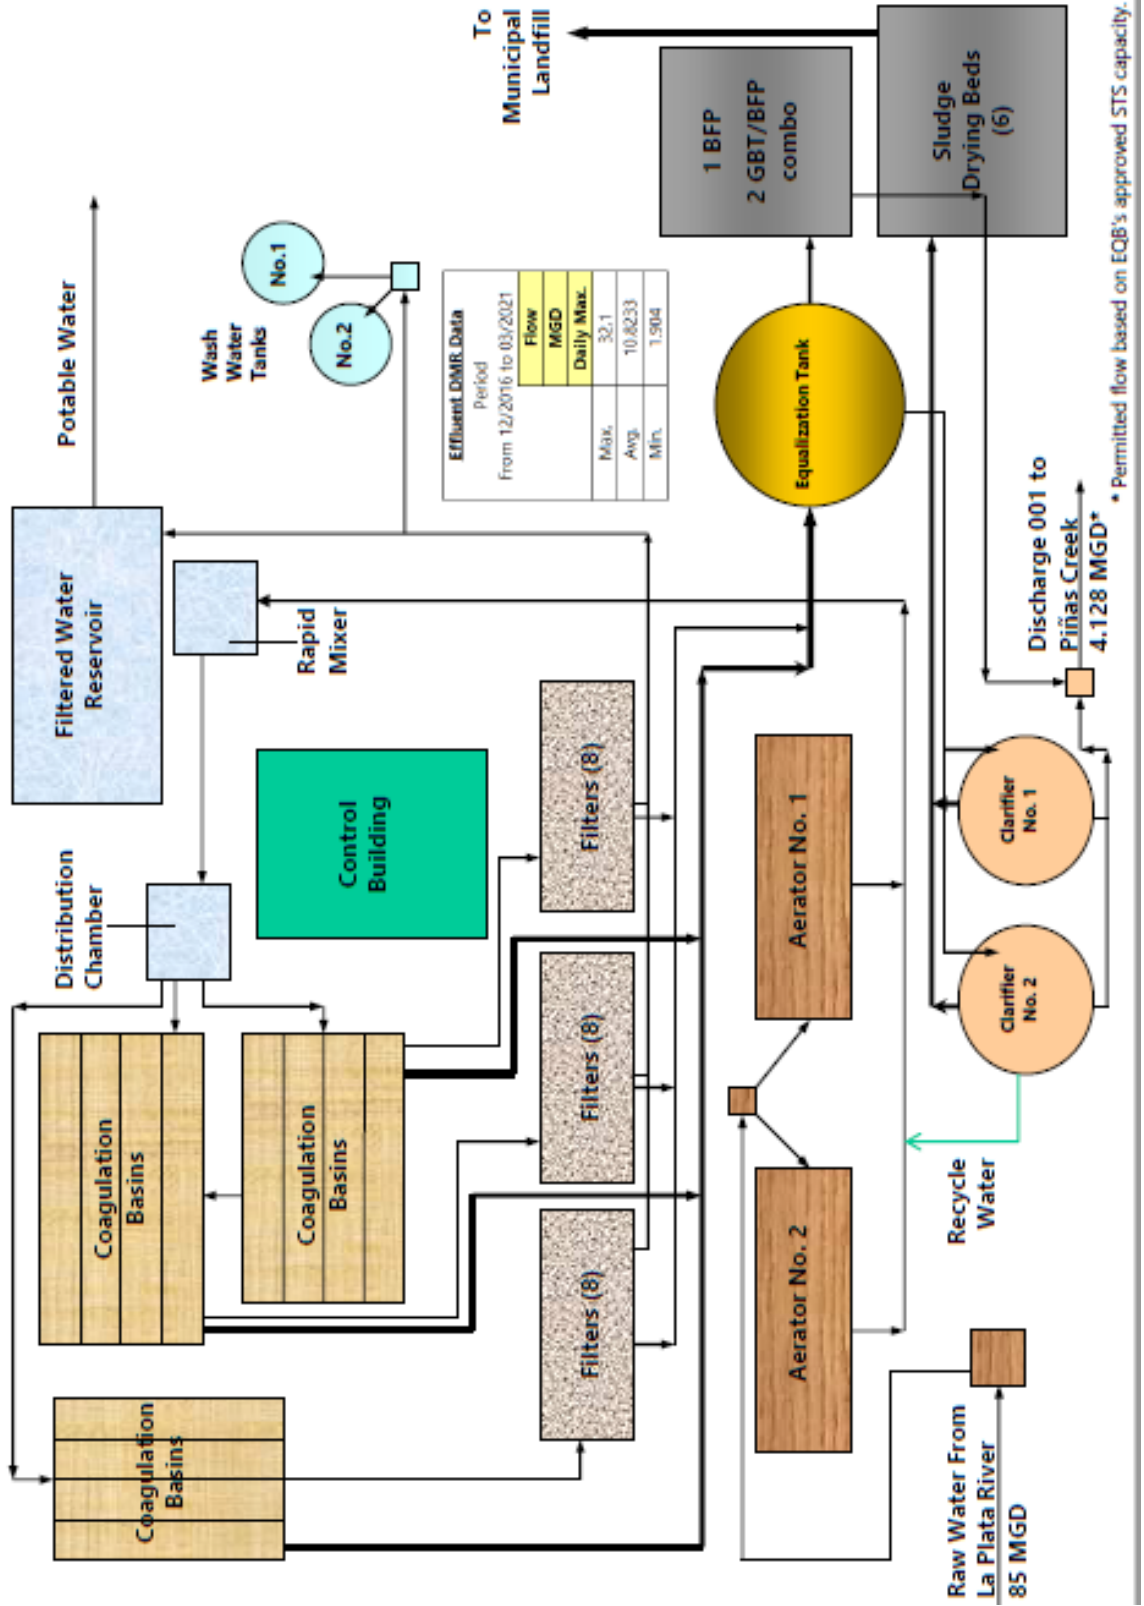 Potable Water
To
Municipal
Landfill
Filtered Water
Reservoir
Distribution
Chamber
Rapid
Mixer
Wash
Water
Tanks
No.1
No.2
Coagulation
Basins
Coagulation
Basins
Coagulation
Basins
Control
Building
Effluent DMR Data
Period
From 12/2016 to 03/2021
Flow
MGD
Daily Max.
Max. 32.1
Avg. 10.8233
Min. 1.904
1 BFP
2 GBT/BFP
combo
Filters (8)
Filters (8)
Filters (8)
Equalization Tank
Sludge
Drying Beds
(6)
Aerator No. 2
Aerator No. 1
Raw Water From
La Plata River
85 MGD
Recycle
Water
Clarifier
No. 2
Clarifier
No. 1
Discharge 001 to
Piñas Creek
4.128 MGD*
* Permitted flow based on EQB's approved STS capacity.